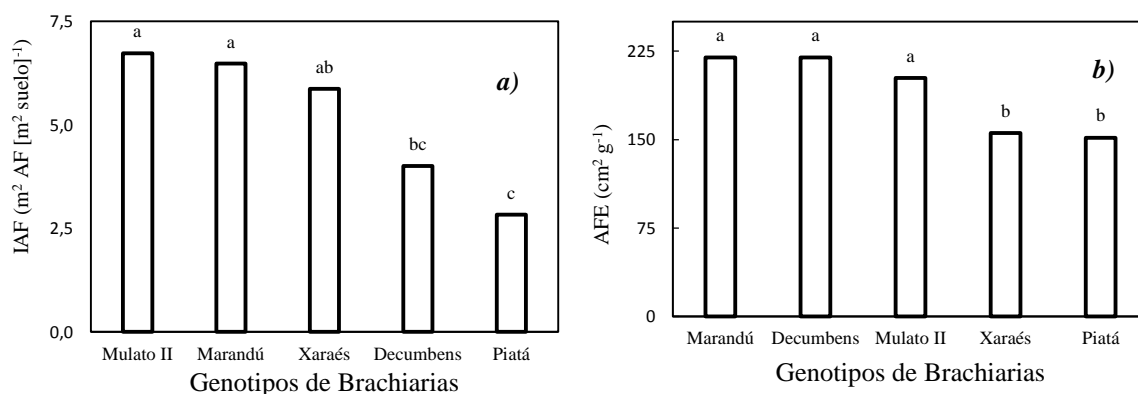 7,5
5,0
2,5
0,0
IAF (m² AF [m² suelo]⁻¹)
a
a
ab
bc
c
a)
Mulato II Marandú Xaraés Decumbens Piatá
Genotipos de Brachiarias
225
150
75
0
AFE (cm² g⁻¹)
a
a
a
b
b
b)
Marandú Decumbens Mulato II Xaraés Piatá
Genotipos de Brachiarias